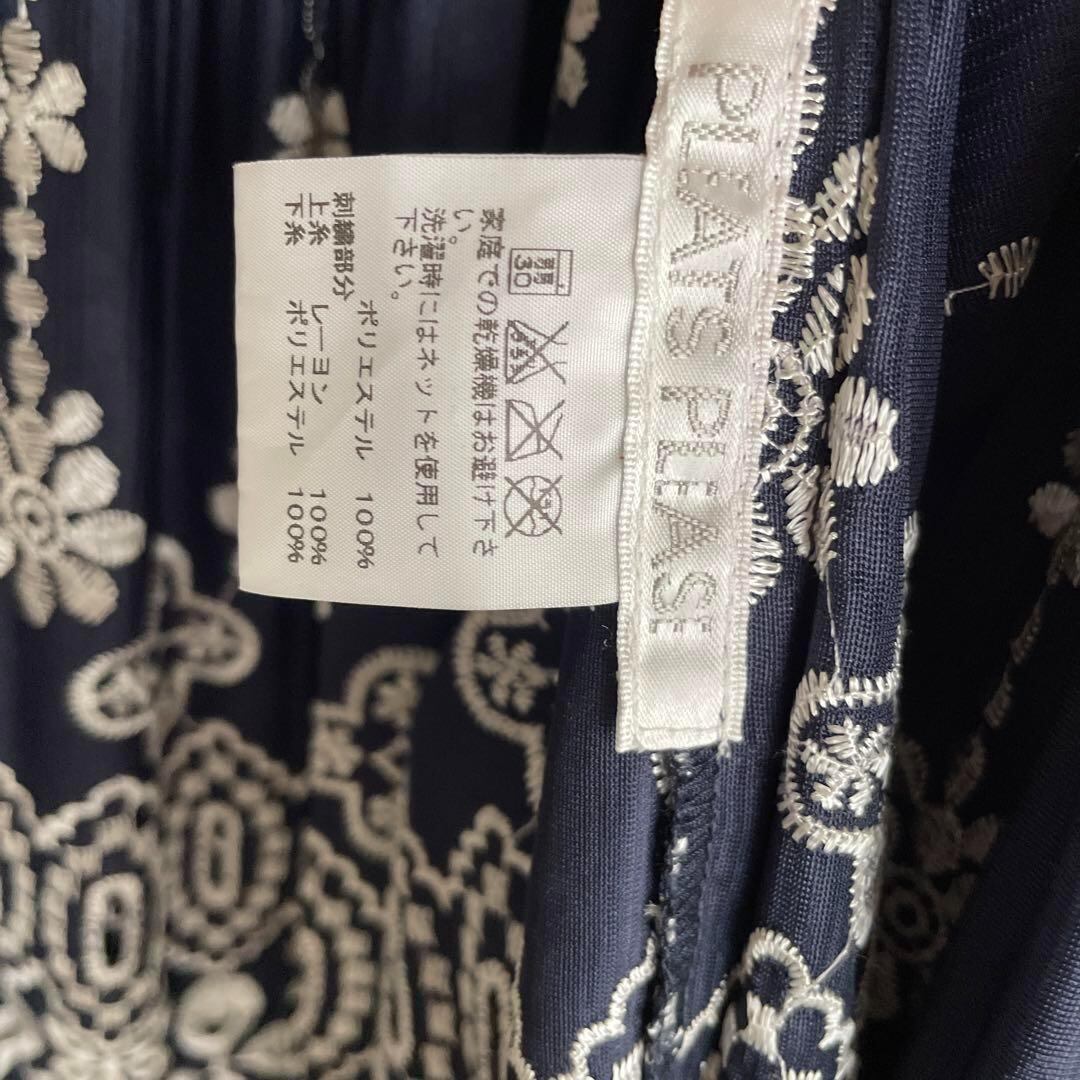 PLATS PLEASE
弱
30
家庭での乾燥機はお避け下さ
い。
洗濯時にはネットを使用して
下さい。
ポリエステル 100%
刺繍部分
上糸 レーヨン 100%
下糸 ポリエステル 100%